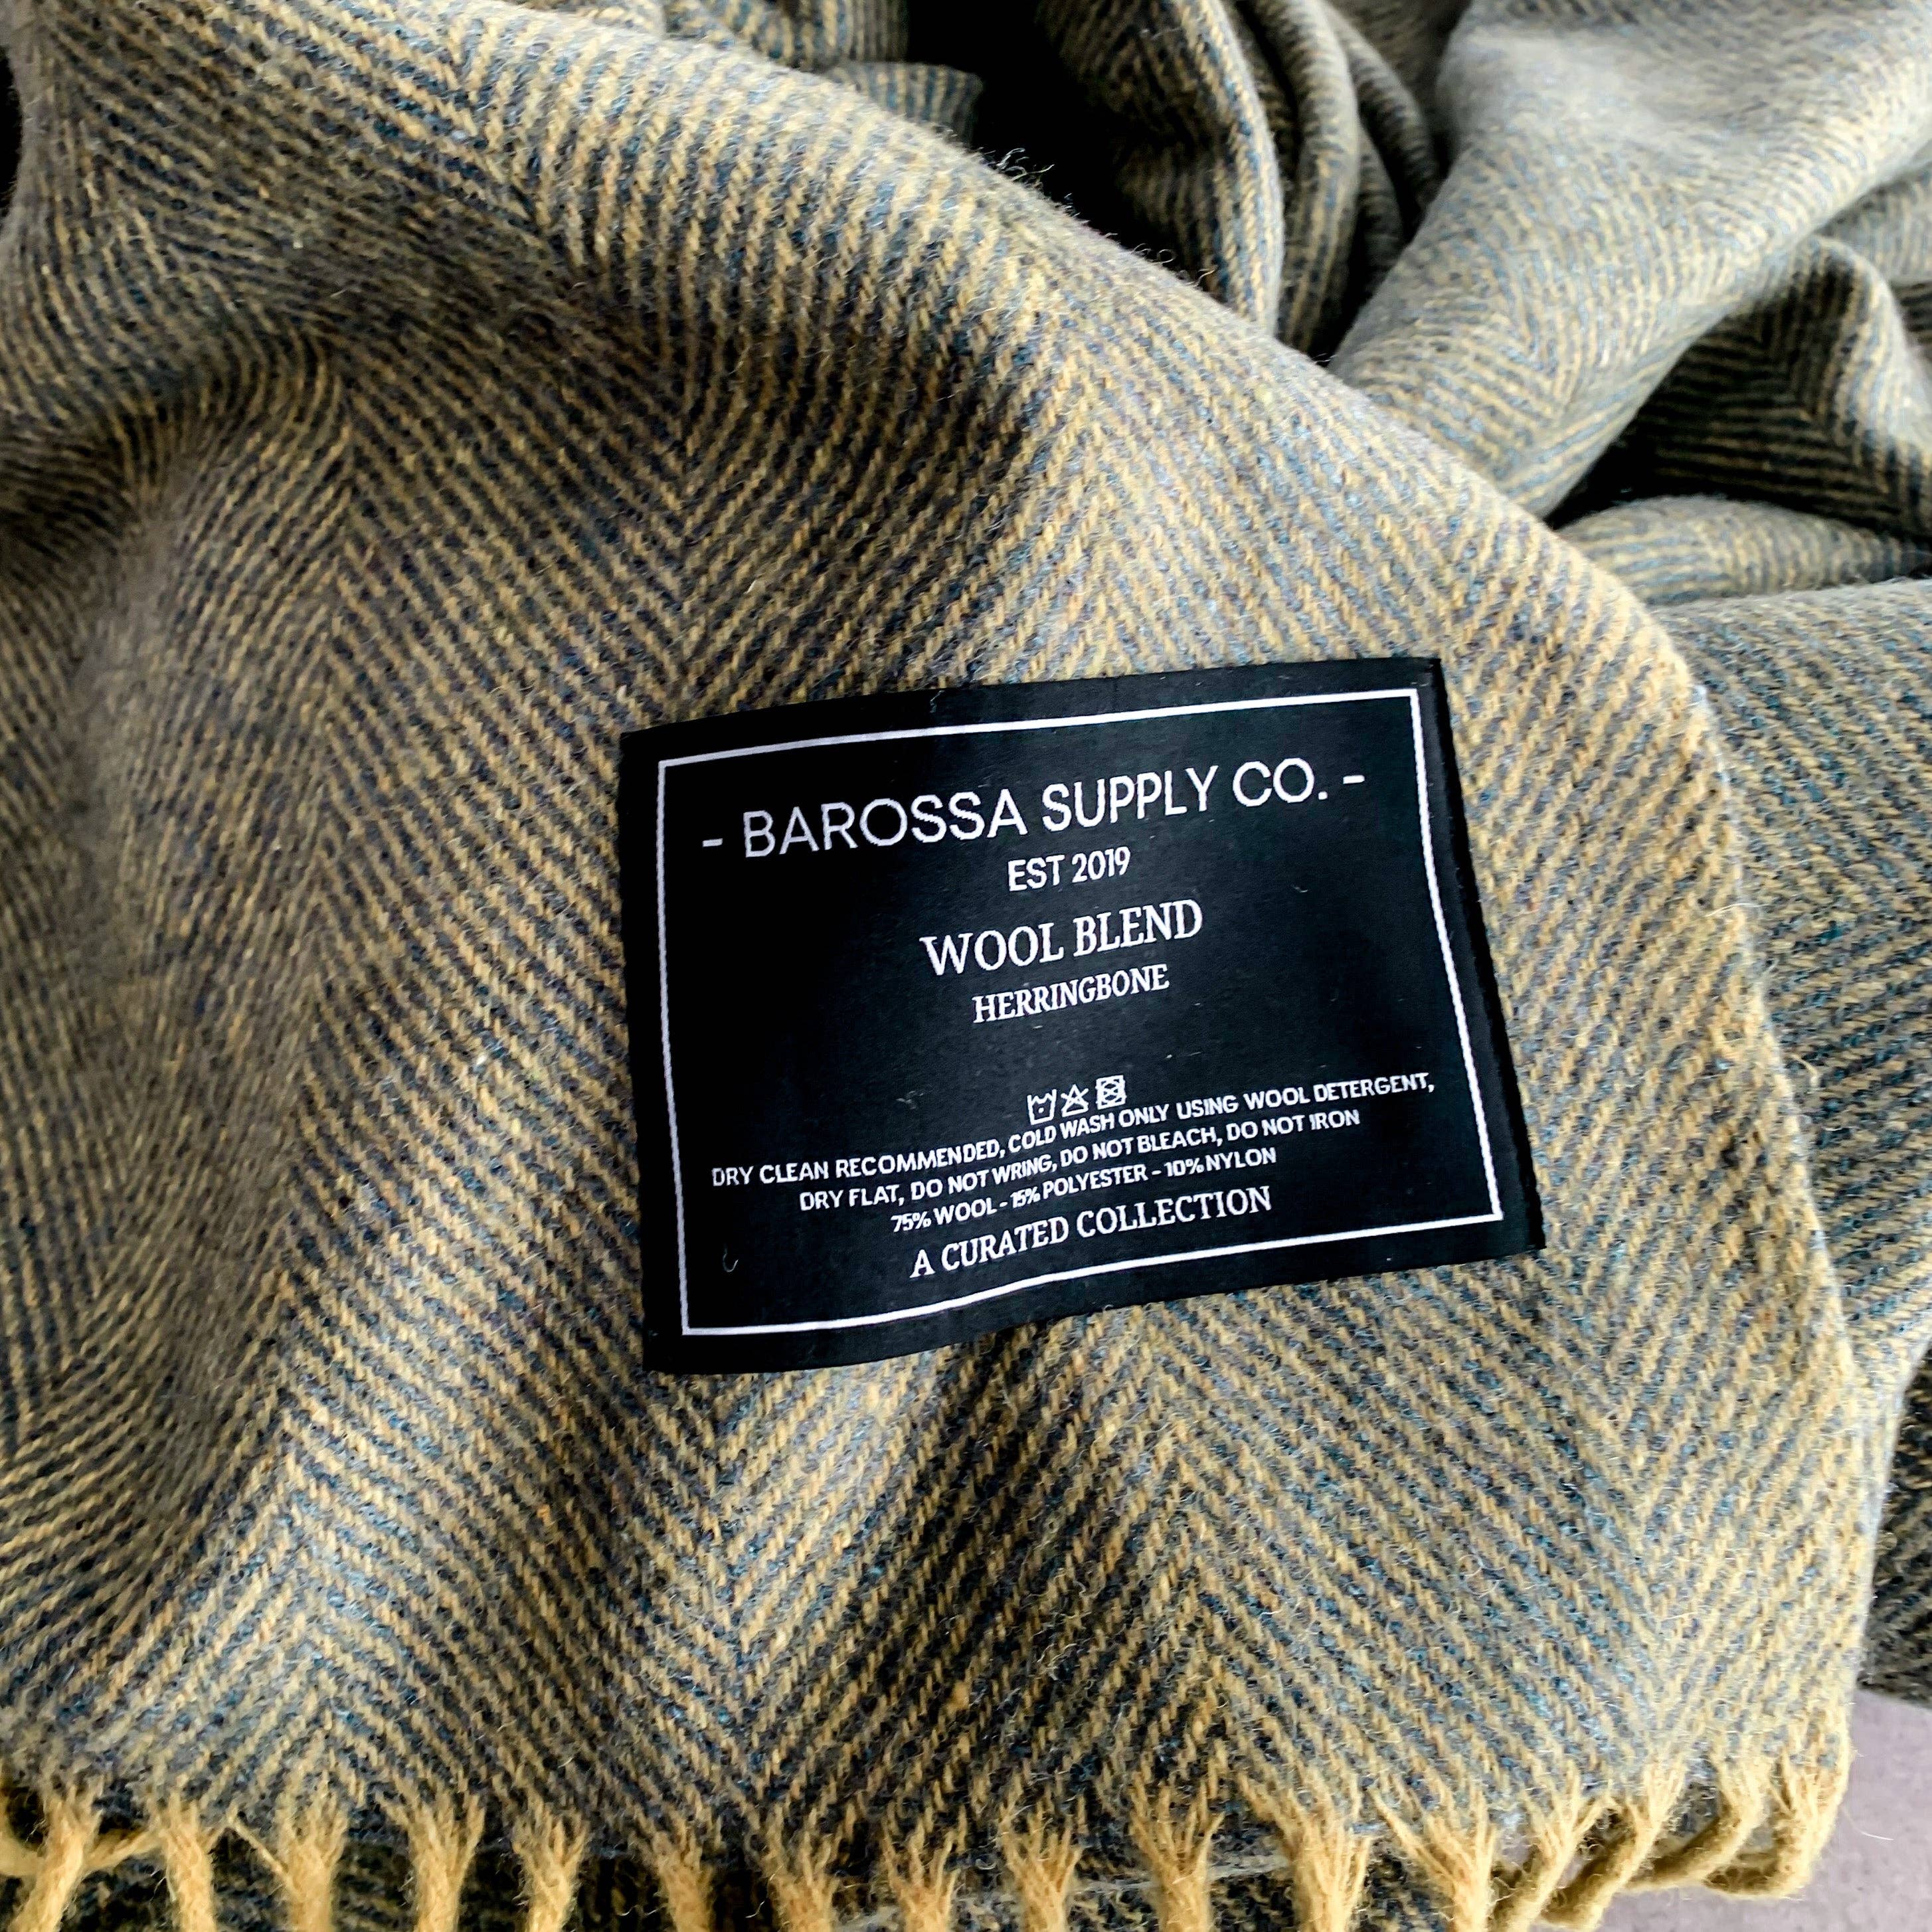 - BAROSSA SUPPLY CO. -
EST 2019
WOOL BLEND
HERRINGBONE
DRY CLEAN RECOMMENDED, COLD WASH ONLY USING WOOL DETERGENT,
DRY FLAT, DO NOT WRING, DO NOT BLEACH, DO NOT IRON
75% WOOL - 15% POLYESTER - 10% NYLON
A CURATED COLLECTION